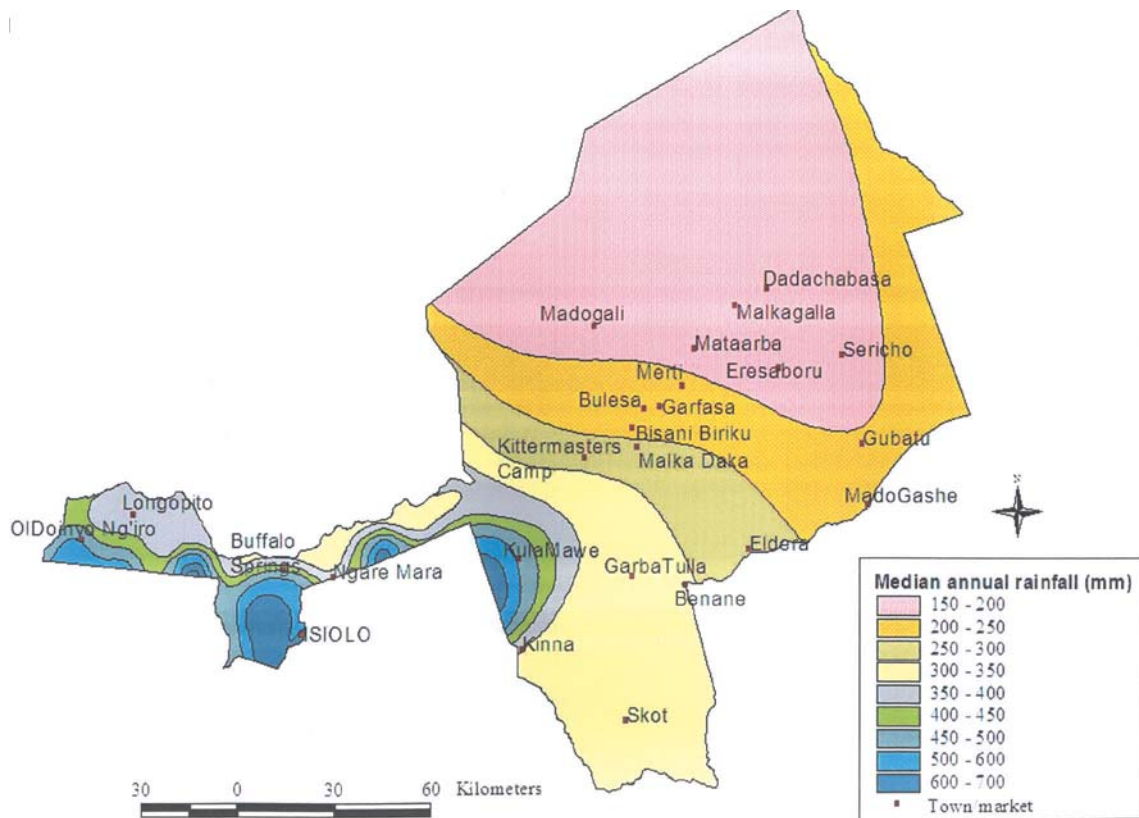 Dadachabasa
Madogali
Malkagalla
Mataarba
Sericho
Eresaboru
Merti
Bulesa
Garfasa
Bisani Biriku
Gubatu
Kittermasters
Camp
Malka Daka
MadoGashe
Longopito
OlDoinyo Ng'iro
Buffalo
Springs
Ngare Mara
KulaMawe
Eldera
GarbaTulla
Benane
ISIOLO
Kinna
Skot
N
Median annual rainfall (mm)
150 - 200
200 - 250
250 - 300
300 - 350
350 - 400
400 - 450
450 - 500
500 - 600
600 - 700
Town/market
30 0 30 60 Kilometers